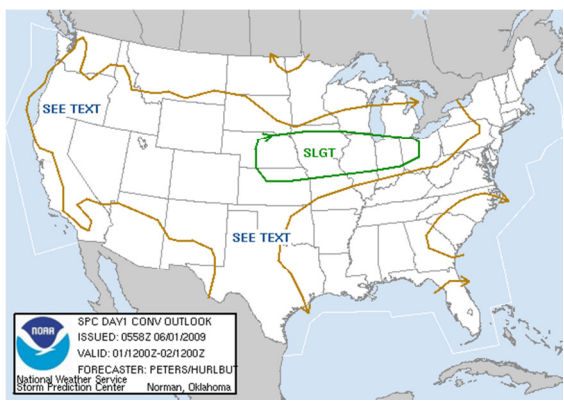 SEE TEXT
SLGT
SEE TEXT
NOAA
SPC DAY1 CONV OUTLOOK
ISSUED: 0558Z 06/01/2009
VALID: 01/1200Z-02/1200Z
FORECASTER: PETERS/HURLBUT
National Weather Service
Storm Prediction Center Norman, Oklahoma